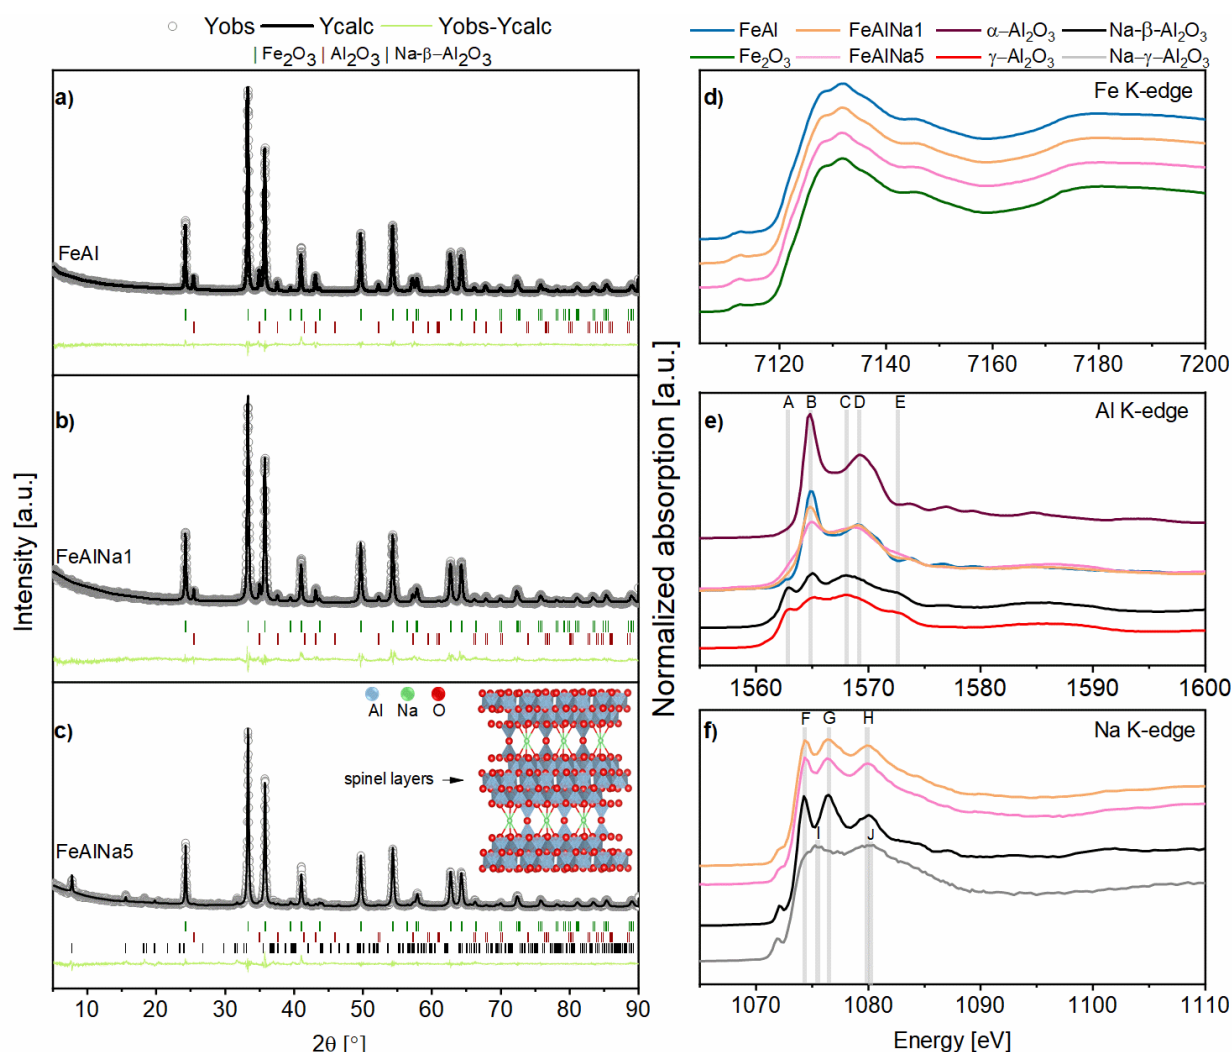 Yobs Ycalc Yobs-Ycalc
Fe₂O₃ Al₂O₃ Na-β-Al₂O₃
a)
FeAl
b)
FeAlNa1
c)
Al Na O
spinel layers
FeAlNa5
10 20 30 40 50 60 70 80 90
2θ [°]
Intensity [a.u.]
FeAl FeAlNa1 α-Al₂O₃ Na-β-Al₂O₃
Fe₂O₃ FeAlNa5 γ-Al₂O₃ Na-γ-Al₂O₃
d) Fe K-edge
7120 7140 7160 7180 7200
A B C D E
e) Al K-edge
1560 1570 1580 1590 1600
F G H
f) Na K-edge
I J
1070 1080 1090 1100 1110
Energy [eV]
Normalized absorption [a.u.]